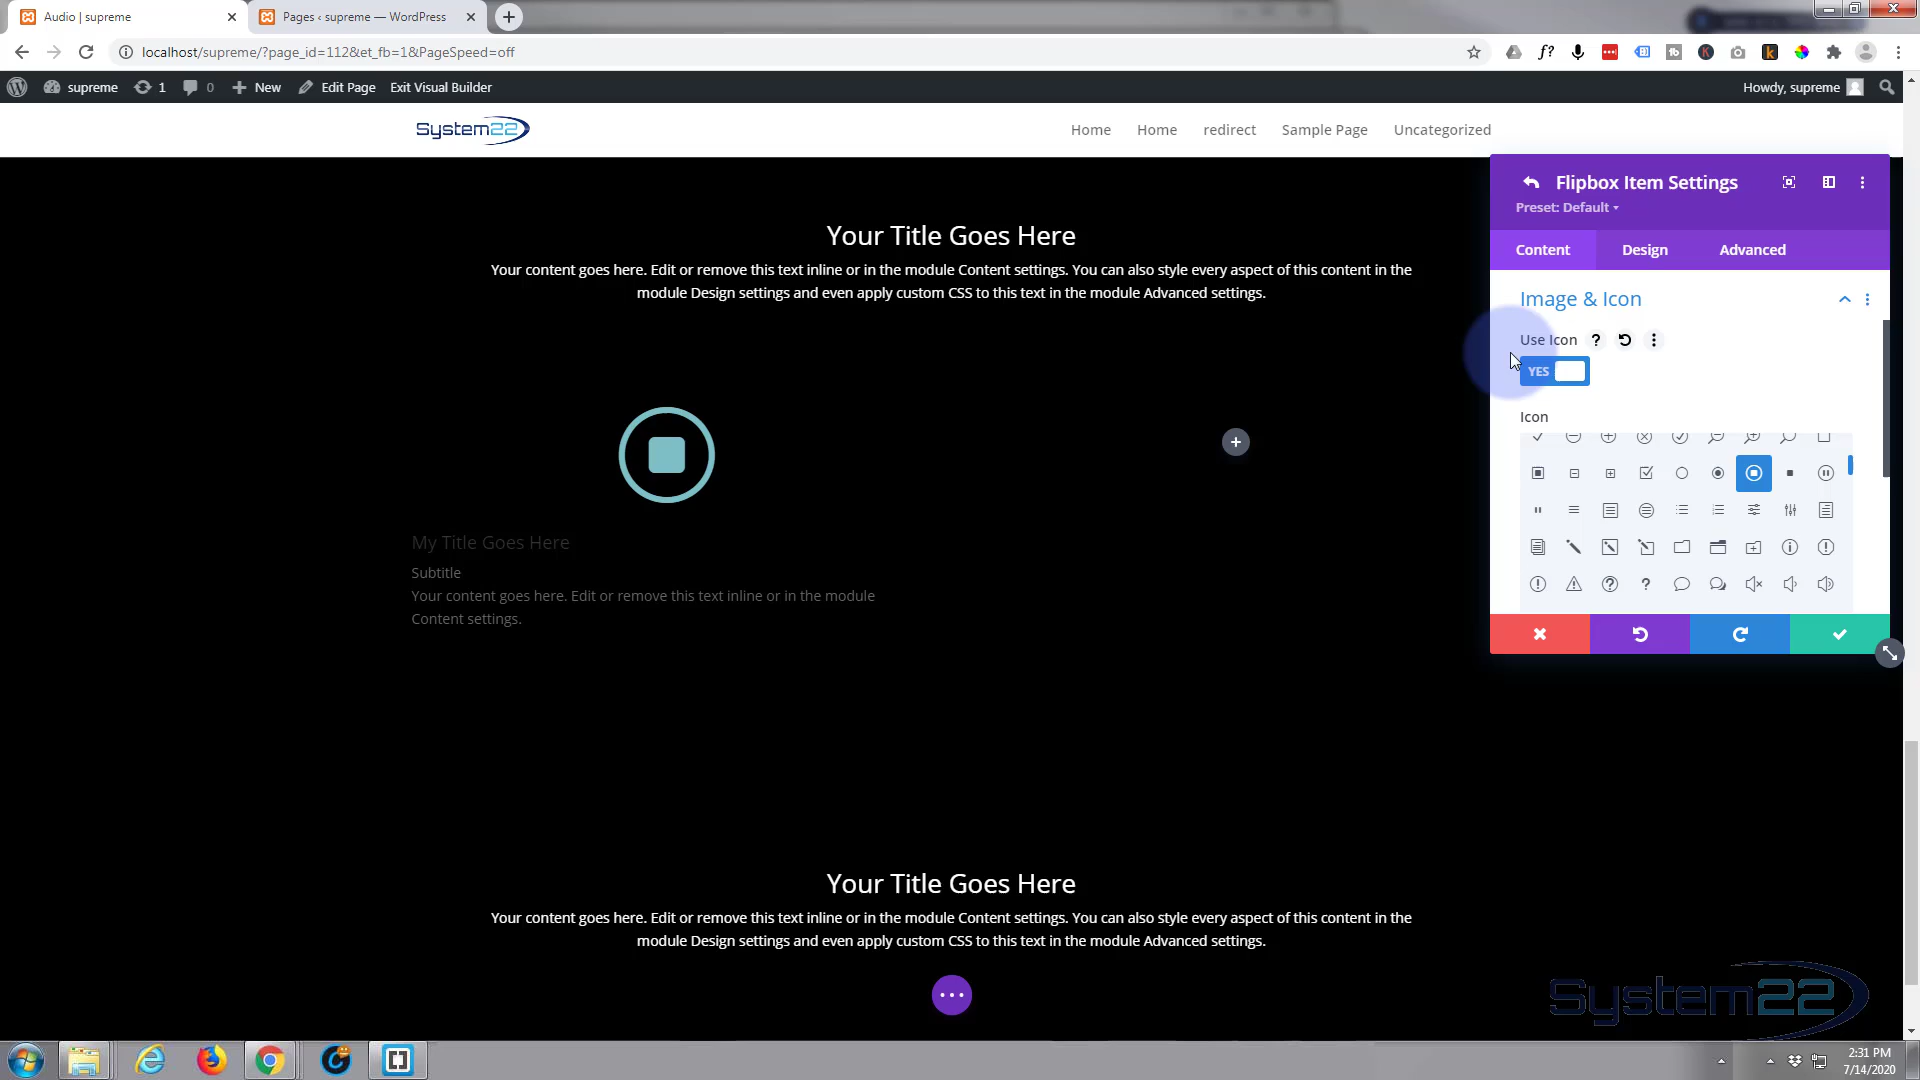 Audio | supreme
Pages ‹ supreme — WordPress
localhost/supreme/?page_id=112&et_fb=1&PageSpeed=off
supreme 1 0 New Edit Page Exit Visual Builder
Howdy, supreme
System22
Home Home redirect Sample Page Uncategorized
Flipbox Item Settings
Preset: Default
Content Design Advanced
Image & Icon
Use Icon
YES
Icon
Your Title Goes Here
Your content goes here. Edit or remove this text inline or in the module Content settings. You can also style every aspect of this content in the
module Design settings and even apply custom CSS to this text in the module Advanced settings.
My Title Goes Here
Subtitle
Your content goes here. Edit or remove this text inline or in the module
Content settings.
Your Title Goes Here
Your content goes here. Edit or remove this text inline or in the module Content settings. You can also style every aspect of this content in the
module Design settings and even apply custom CSS to this text in the module Advanced settings.
System22
2:31 PM
7/14/2020